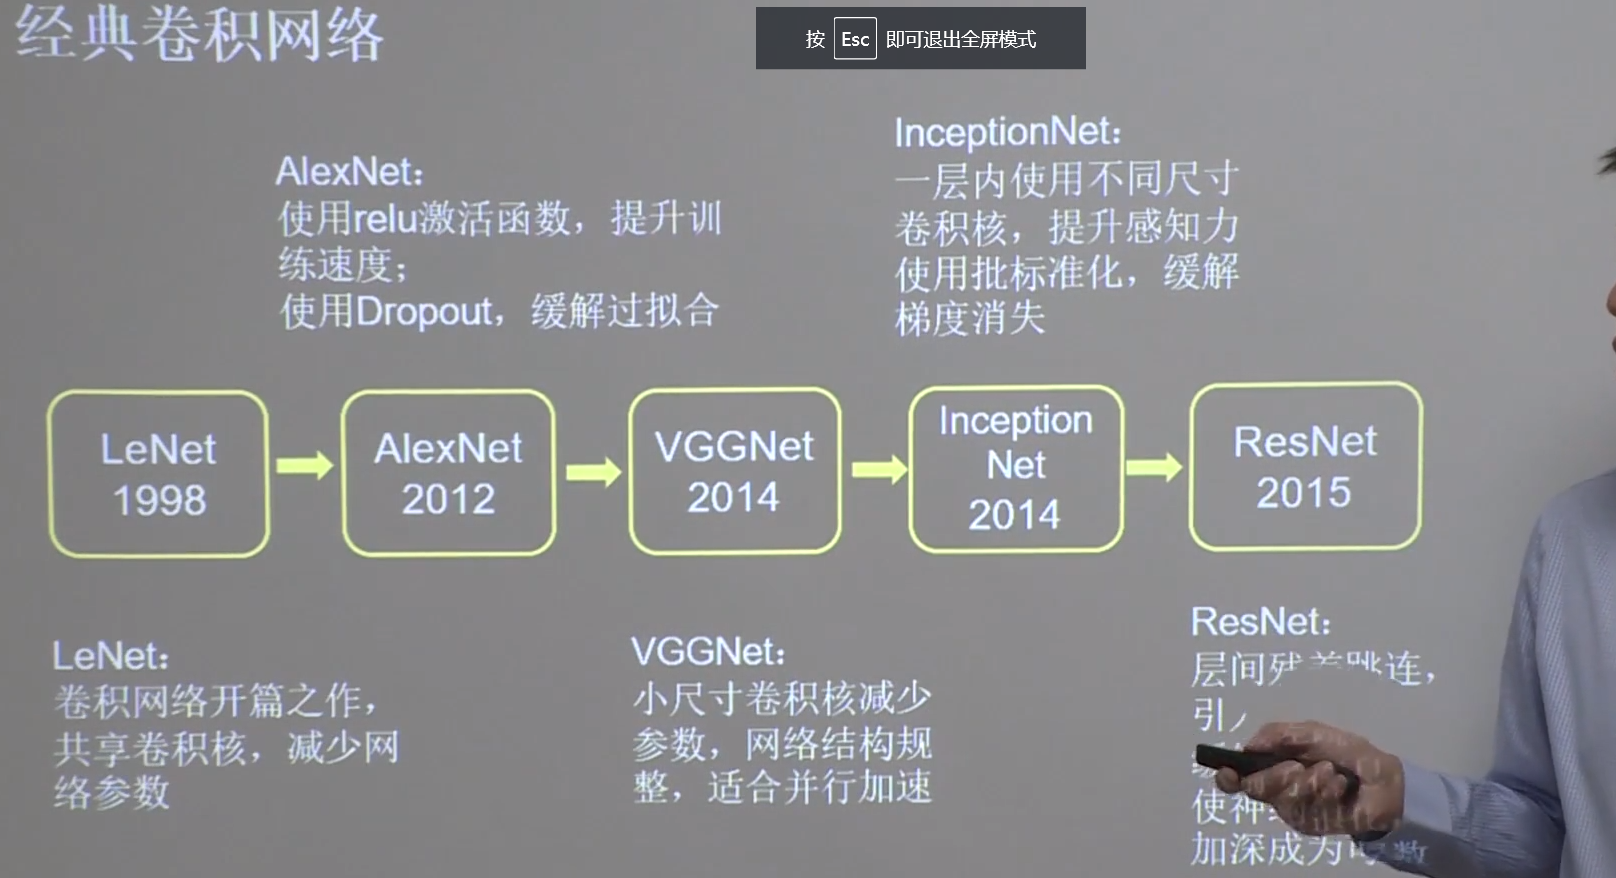 经典卷积网络
按 Esc 即可退出全屏模式
AlexNet：
使用relu激活函数，提升训
练速度；
使用Dropout，缓解过拟合
InceptionNet：
一层内使用不同尺寸
卷积核，提升感知力
使用批标准化，缓解
梯度消失
LeNet
1998
AlexNet
2012
VGGNet
2014
Inception
Net
2014
ResNet
2015
LeNet：
卷积网络开篇之作，
共享卷积核，减少网
络参数
VGGNet：
小尺寸卷积核减少
参数，网络结构规
整，适合并行加速
ResNet：
层间残差跳连，
引
使神
加深成为 数